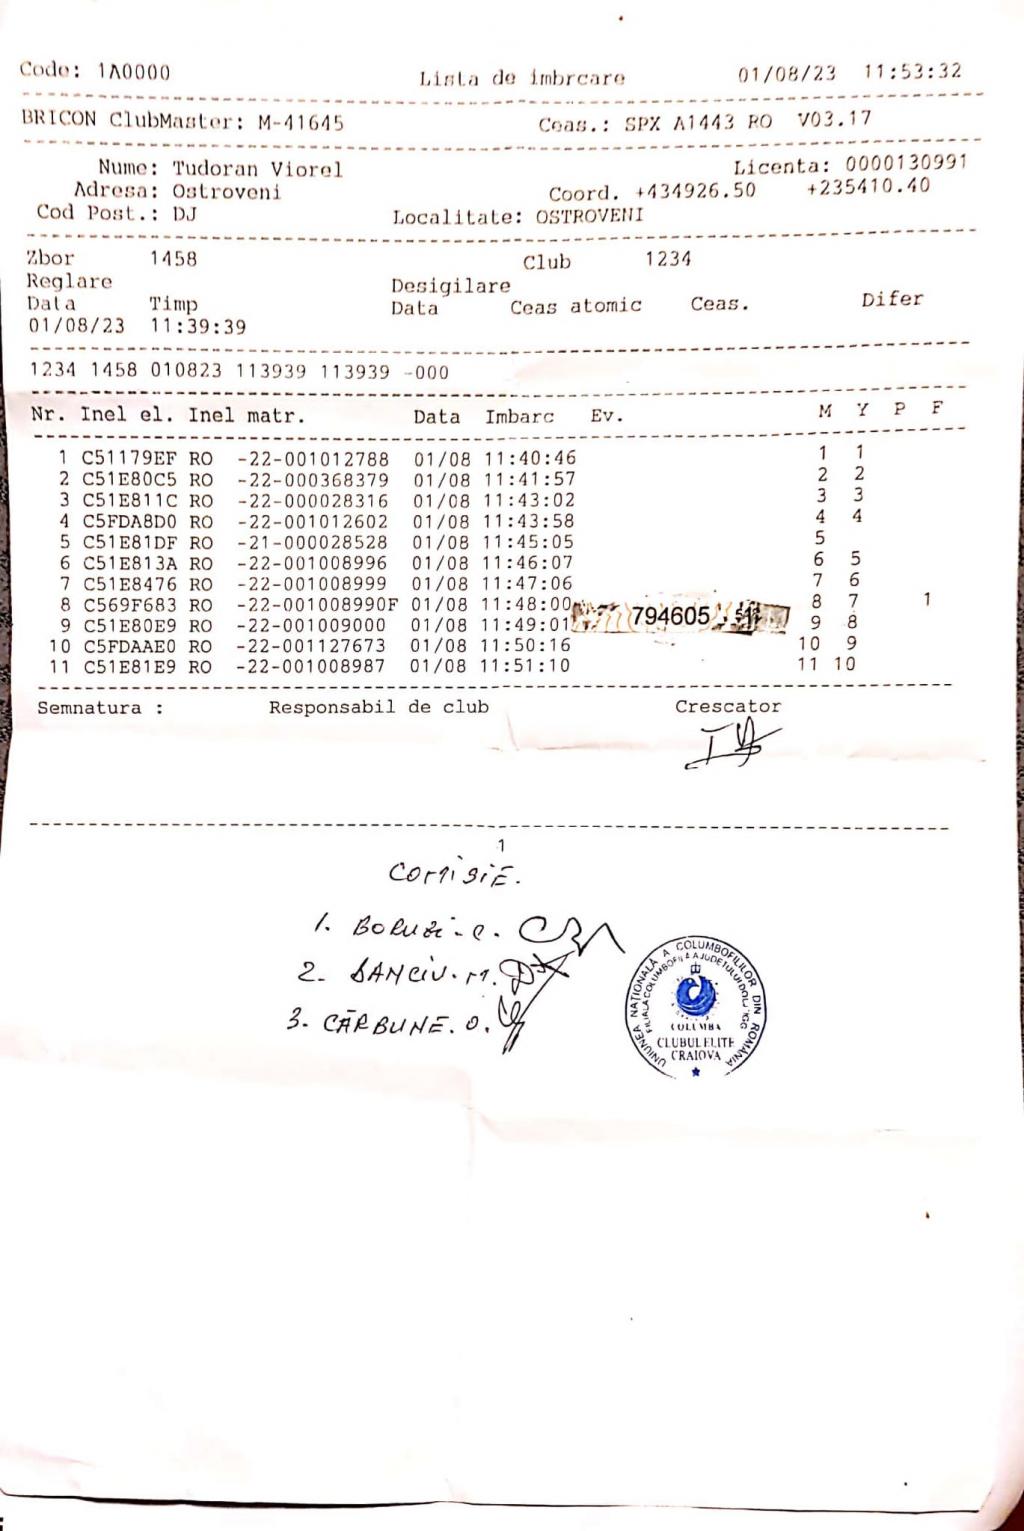 Code: 1A0000 Lista de imbrcare 01/08/23 11:53:32
BRICON ClubMaster: M-41645 Ceas.: SPX A1443 RO V03.17
Nume: Tudoran Viorel Licenta: 0000130991
Adresa: Ostroveni Coord. +434926.50 +235410.40
Cod Post.: DJ Localitate: OSTROVENI
Zbor 1458 Club 1234
Reglare Desigilare
Data Timp Data Ceas atomic Ceas. Difer
01/08/23 11:39:39
1234 1458 010823 113939 113939 -000
Nr. Inel el. Inel matr. Data Imbarc Ev. M Y P F
1 C51179EF RO -22-001012788 01/08 11:40:46 1 1
2 C51E80C5 RO -22-000368379 01/08 11:41:57 2 2
3 C51E811C RO -22-000028316 01/08 11:43:02 3 3
4 C5FDA8D0 RO -22-001012602 01/08 11:43:58 4 4
5 C51E81DF RO -21-000028528 01/08 11:45:05 5
6 C51E813A RO -22-001008996 01/08 11:46:07 6 5
7 C51E8476 RO -22-001008999 01/08 11:47:06 7 6
8 C569F683 RO -22-001008990F 01/08 11:48:00 8 7 1
794605
9 C51E80E9 RO -22-001009000 01/08 11:49:01 9 8
10 C5FDAAE0 RO -22-001127673 01/08 11:50:16 10 9
11 C51E81E9 RO -22-001008987 01/08 11:51:10 11 10
Semnatura : Responsabil de club Crescator
1
COMISIE.
1. BORUZI. C.
2. DANCIU. M.
3. CĂRBUNE. O.
UNIUNEA NAȚIONALĂ A COLUMBOFILILOR DIN ROMÂNIA
FILIALA COLUMBOFILĂ A JUDEȚULUI DOLJ
COLUMBA
CLUBUL ELITE
CRAIOVA